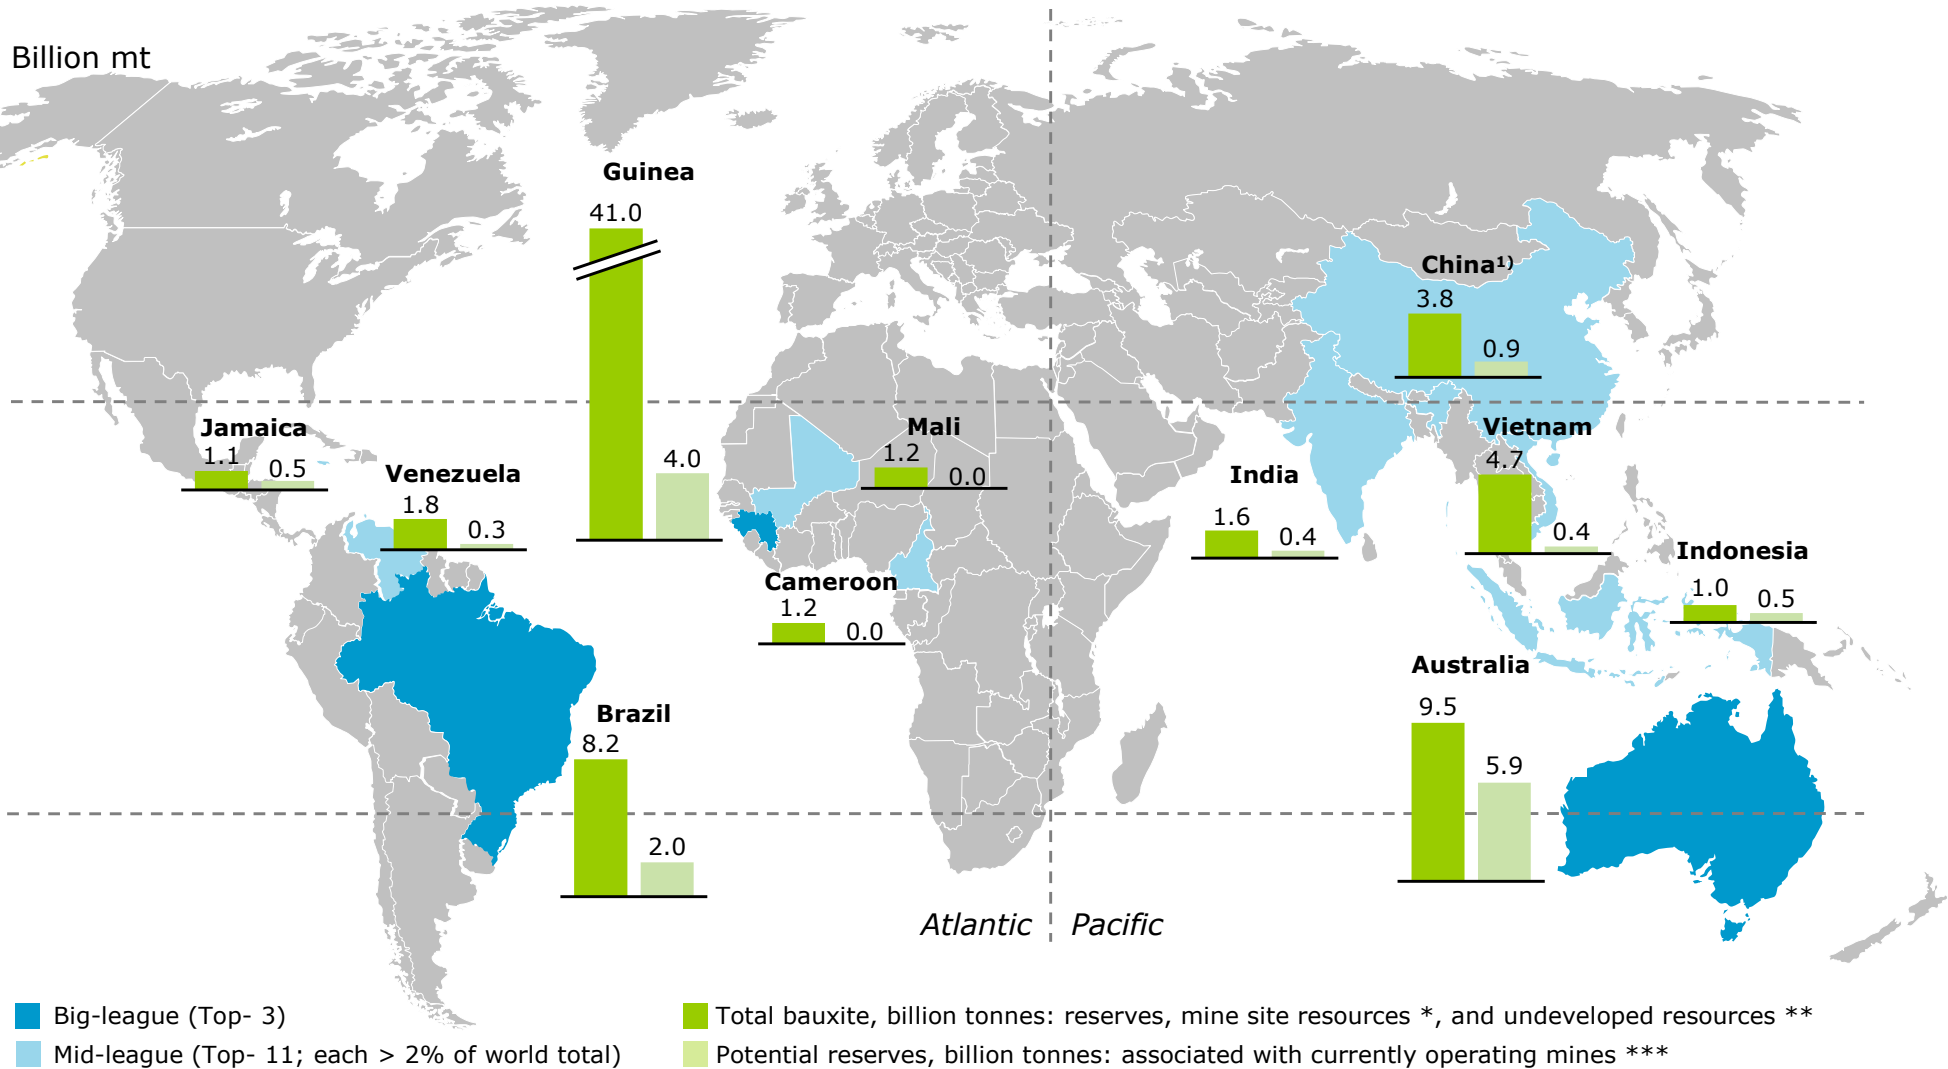 Billion mt
Guinea
41.0
4.0
China¹⁾
3.8
0.9
Jamaica
1.1
0.5
Venezuela
1.8
0.3
Mali
1.2
0.0
India
1.6
0.4
Vietnam
4.7
0.4
Indonesia
1.0
0.5
Cameroon
1.2
0.0
Australia
9.5
5.9
Brazil
8.2
2.0
Atlantic
Pacific
Big-league (Top- 3)
Mid-league (Top- 11; each > 2% of world total)
Total bauxite, billion tonnes: reserves, mine site resources *, and undeveloped resources **
Potential reserves, billion tonnes: associated with currently operating mines ***